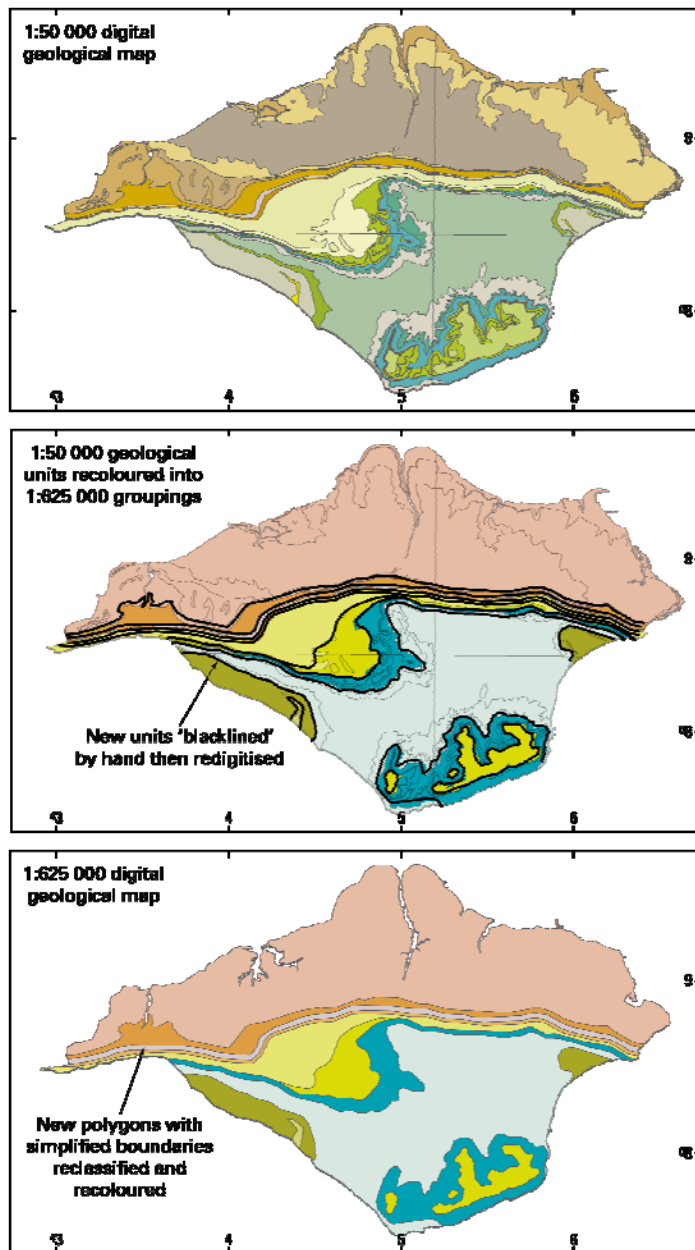 1:50 000 digital
geological map
9
8
3
4
5
6
1:50 000 geological
units recoloured into
1:625 000 groupings
9
New units 'blacklined'
by hand then redigitised
8
3
4
5
6
1:625 000 digital
geological map
9
New polygons with
simplified boundaries
reclassified and
recoloured
8
3
4
5
6